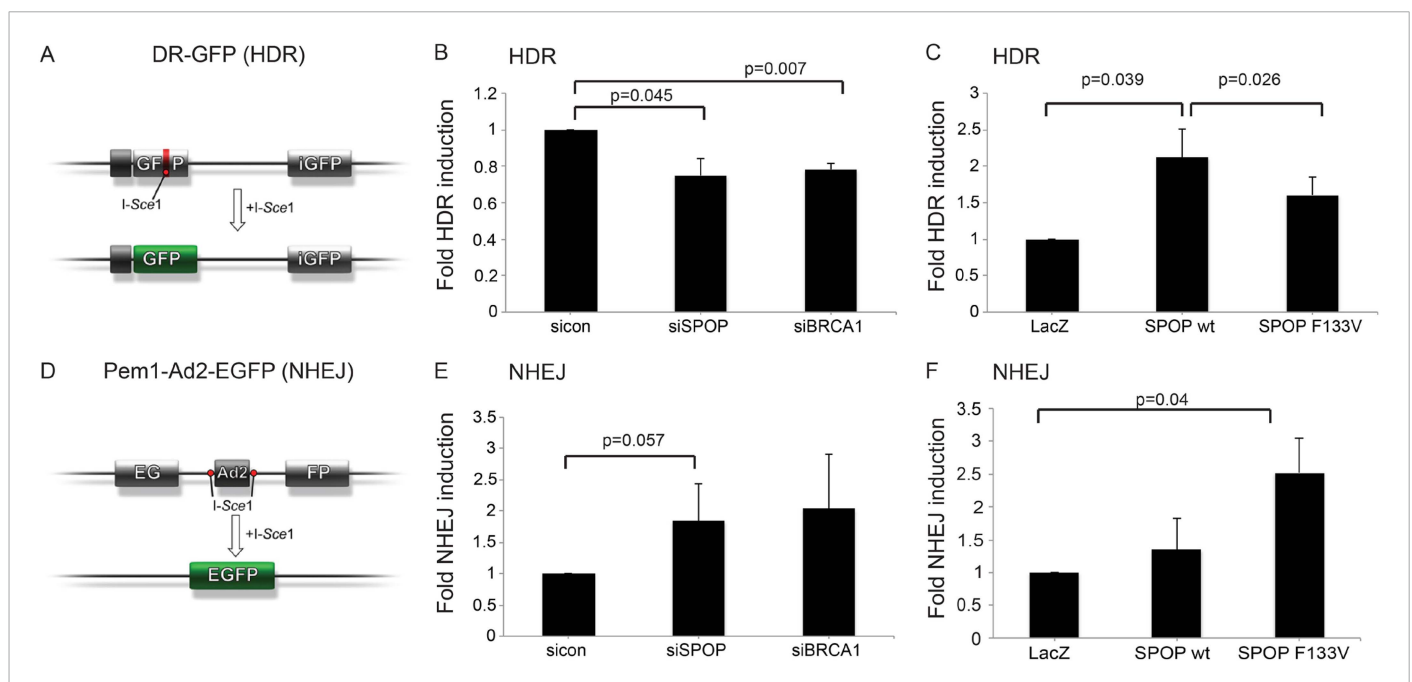 A DR-GFP (HDR)
GF P
iGFP
I-Sce1
+I-Sce1
GFP
iGFP
B HDR
p=0.007
p=0.045
Fold HDR induction
1.2
1
0.8
0.6
0.4
0.2
0
sicon siSPOP siBRCA1
C HDR
p=0.039 p=0.026
Fold HDR induction
3
2.5
2
1.5
1
0.5
0
LacZ SPOP wt SPOP F133V
D Pem1-Ad2-EGFP (NHEJ)
EG Ad2 FP
I-Sce1
+I-Sce1
EGFP
E NHEJ
p=0.057
Fold NHEJ induction
3.5
3
2.5
2
1.5
1
0.5
0
sicon siSPOP siBRCA1
F NHEJ
p=0.04
Fold NHEJ induction
3.5
3
2.5
2
1.5
1
0.5
0
LacZ SPOP wt SPOP F133V